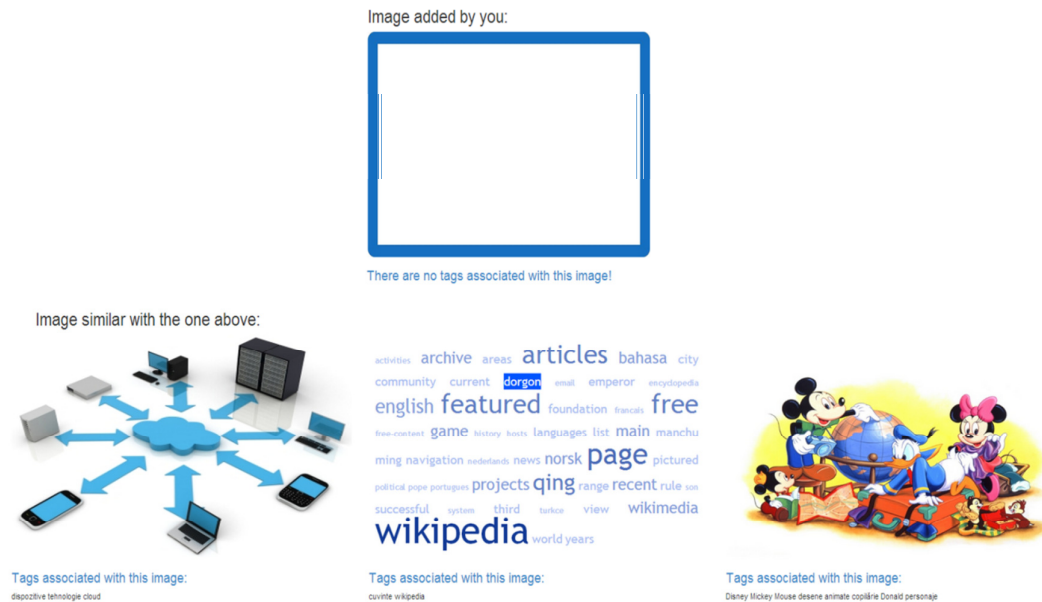 Image added by you:
There are no tags associated with this image!
Image similar with the one above:
activities archive areas articles bahasa city
community current dorgon email emperor encyclopedia
english featured foundation francais free
free-content game history hosts languages list main manchu
ming navigation nederlands news norsk page pictured
political pope portugues projects qing range recent rule son
successful system third turkce view wikimedia
wikipedia world years
Tags associated with this image:
dispozitive tehnologie cloud
Tags associated with this image:
cuvinte wikipedia
Tags associated with this image:
Disney Mickey Mouse desene animate copilărie Donald personaje